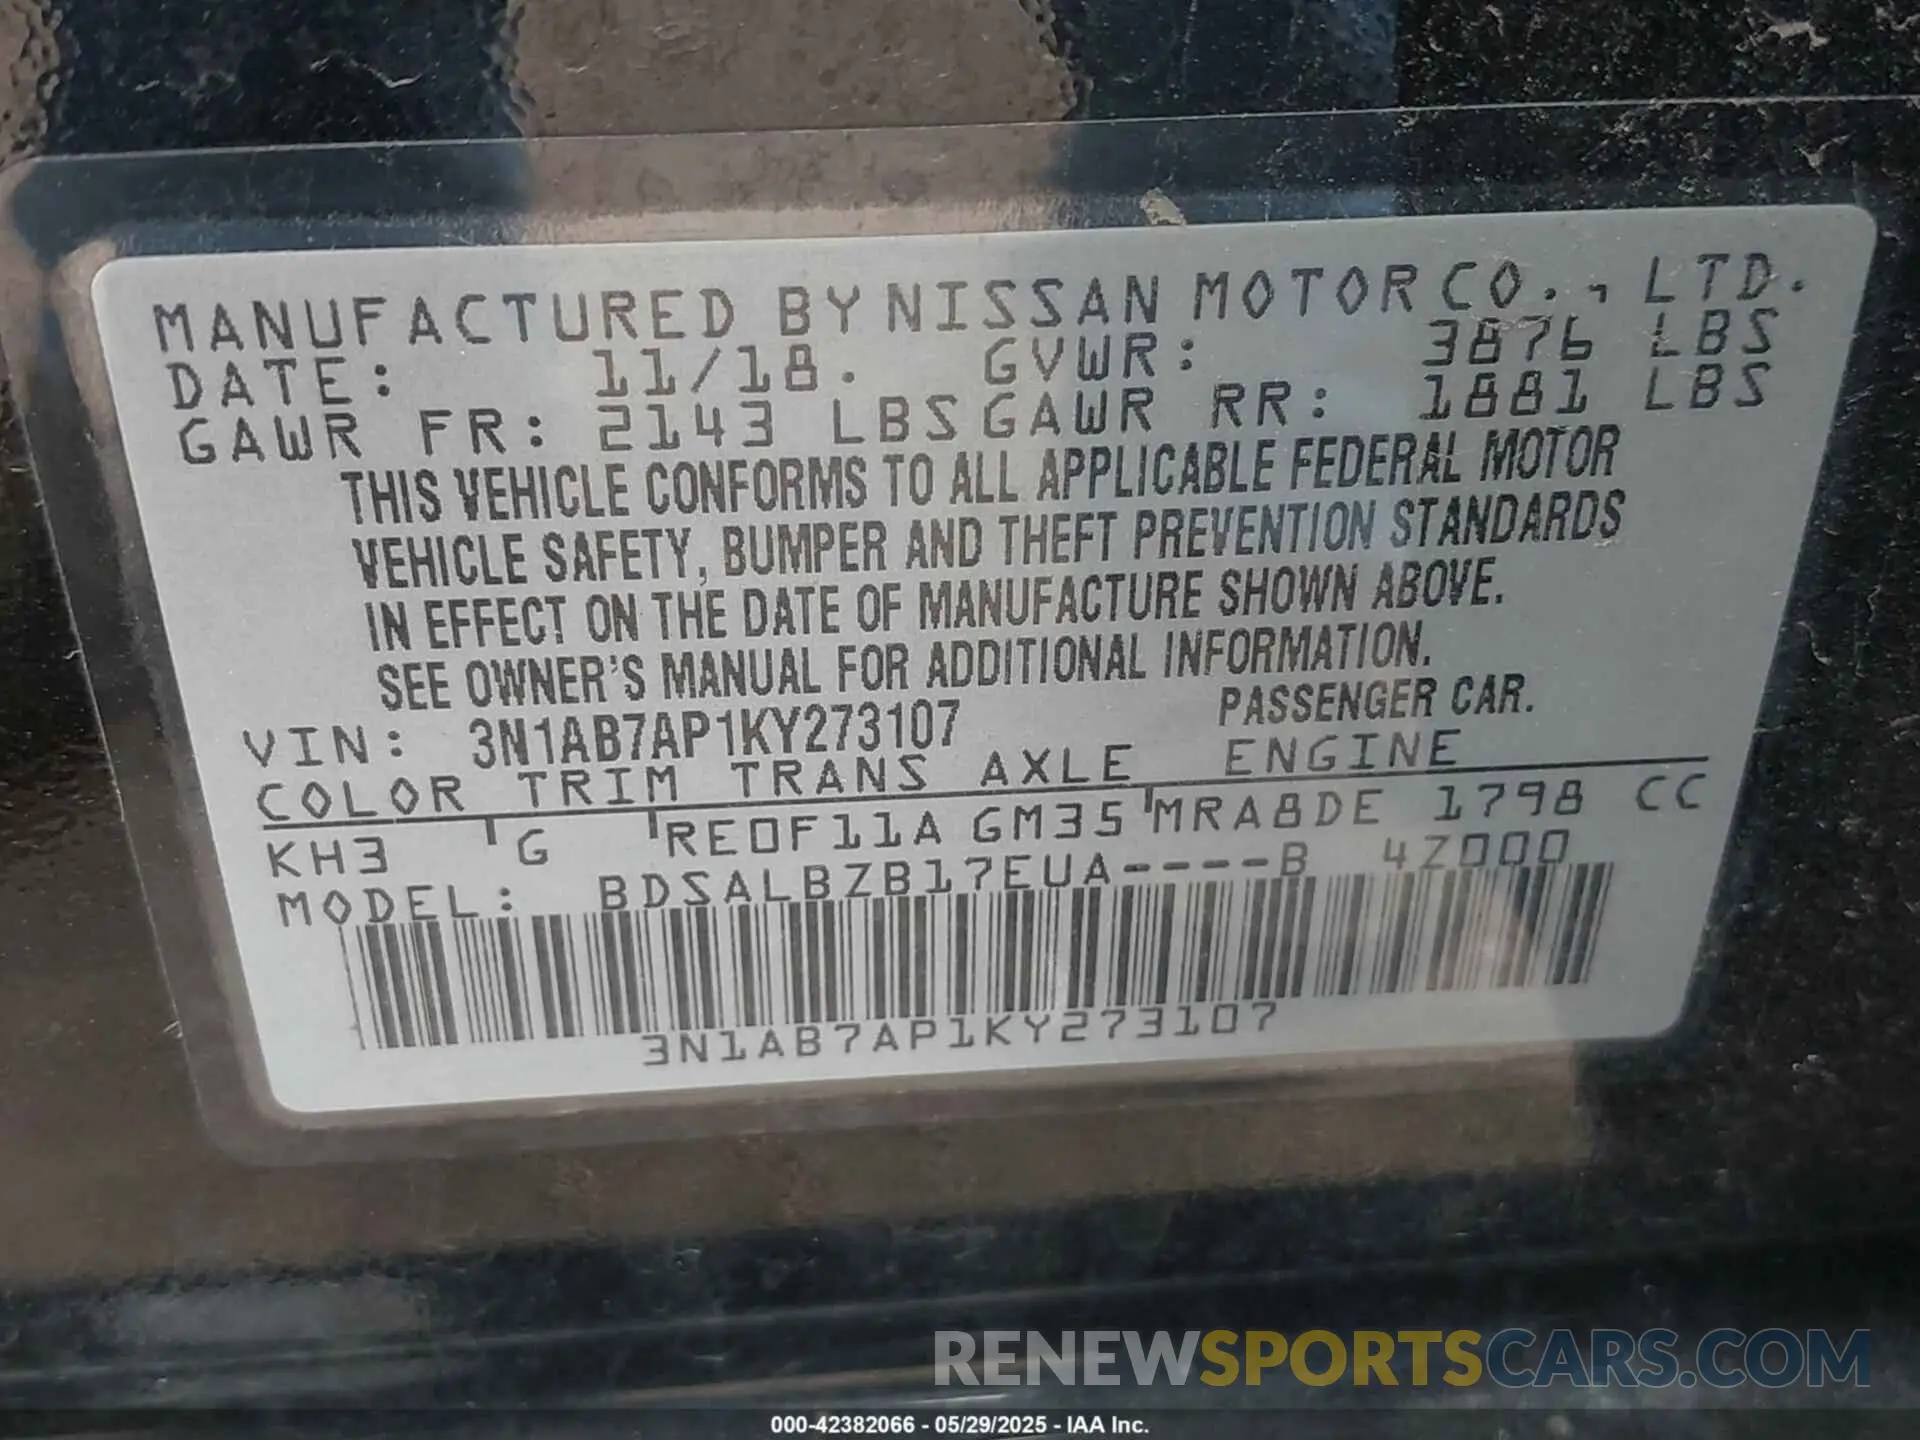 MANUFACTURED BY NISSAN MOTOR CO., LTD.
DATE: 11/18. GVWR: 3876 LBS
GAWR FR: 2143 LBS GAWR RR: 1881 LBS
THIS VEHICLE CONFORMS TO ALL APPLICABLE FEDERAL MOTOR
VEHICLE SAFETY, BUMPER AND THEFT PREVENTION STANDARDS
IN EFFECT ON THE DATE OF MANUFACTURE SHOWN ABOVE.
SEE OWNER'S MANUAL FOR ADDITIONAL INFORMATION.
VIN: 3N1AB7AP1KY273107 PASSENGER CAR.
COLOR TRIM TRANS AXLE ENGINE
KH3 G RE0F11A GM35 MRA8DE 1798 CC
MODEL: BDSALBZB17EUA----B 4Z000
3N1AB7AP1KY273107
RENEWSPORTSCARS.COM
000-42382066 - 05/29/2025 - IAA Inc.